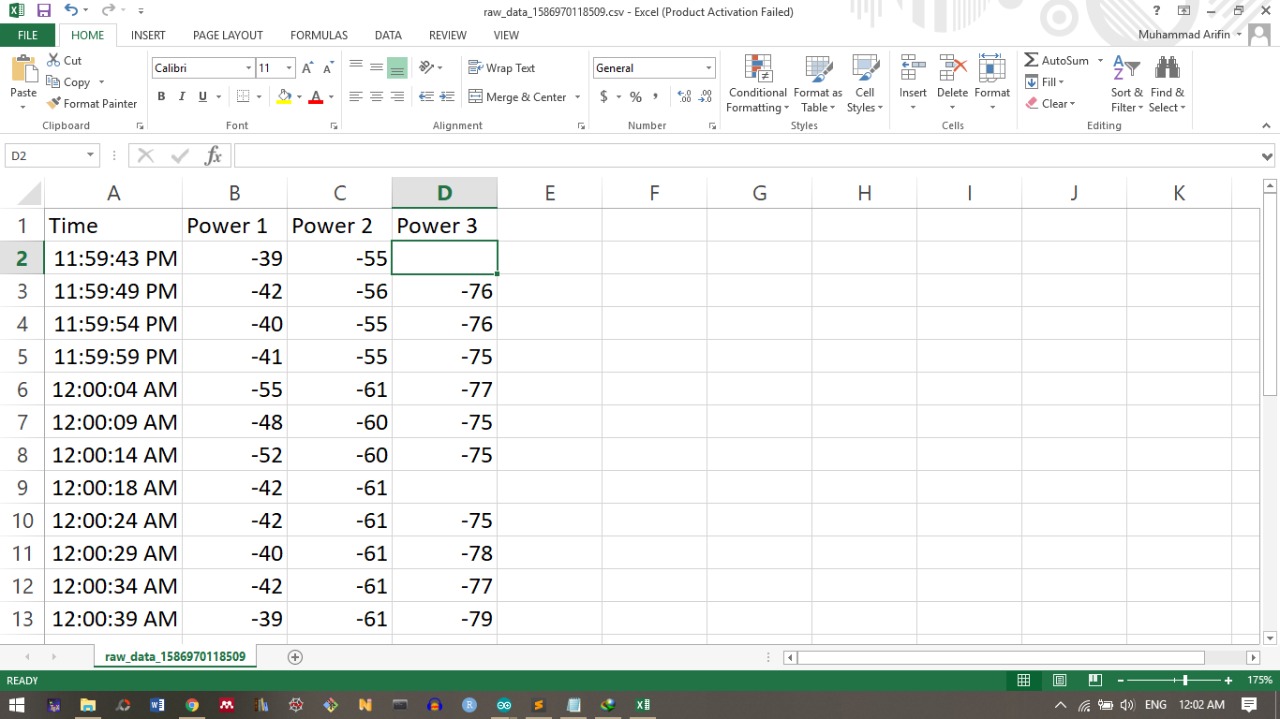 raw_data_1586970118509.csv - Excel (Product Activation Failed)
FILE HOME INSERT PAGE LAYOUT FORMULAS DATA REVIEW VIEW Muhammad Arifin
Paste
Cut
Copy
Format Painter
Clipboard
Calibri 11
B I U
Font
Wrap Text
Merge & Center
Alignment
General
$ % ,
Number
Conditional Formatting
Format as Table
Cell Styles
Styles
Insert Delete Format
Cells
AutoSum
Fill
Clear
Sort & Filter
Find & Select
Editing
D2 fx
A B C D E F G H I J K
1 Time Power 1 Power 2 Power 3
2 11:59:43 PM -39 -55
3 11:59:49 PM -42 -56 -76
4 11:59:54 PM -40 -55 -76
5 11:59:59 PM -41 -55 -75
6 12:00:04 AM -55 -61 -77
7 12:00:09 AM -48 -60 -75
8 12:00:14 AM -52 -60 -75
9 12:00:18 AM -42 -61
10 12:00:24 AM -42 -61 -75
11 12:00:29 AM -40 -61 -78
12 12:00:34 AM -42 -61 -77
13 12:00:39 AM -39 -61 -79
raw_data_1586970118509
READY 175%
ENG 12:02 AM